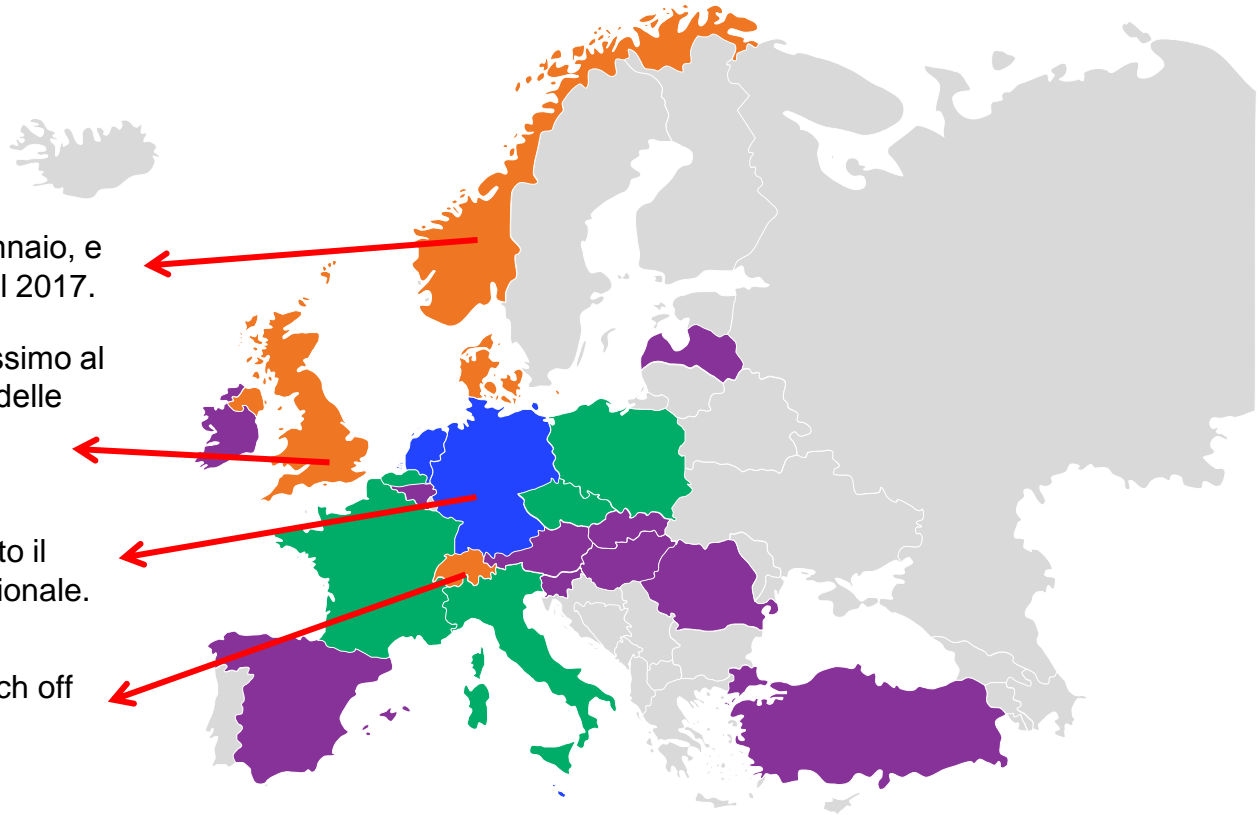 nnaio, e
l 2017.
ssimo al
delle
to il
ionale.
ch off